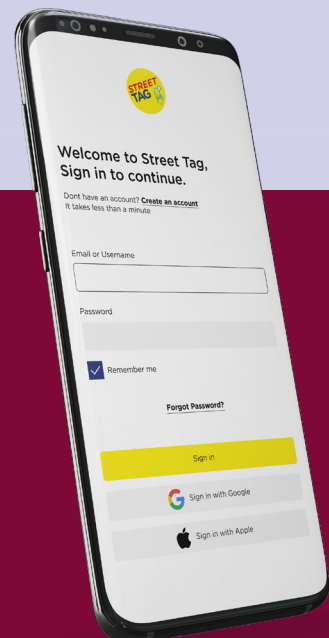 STREET
TAG
Welcome to Street Tag,
Sign in to continue.
Dont have an account? Create an account
It takes less than a minute
Email or Username
Password
Remember me
Forgot Password?
Sign in
Sign in with Google
Sign in with Apple